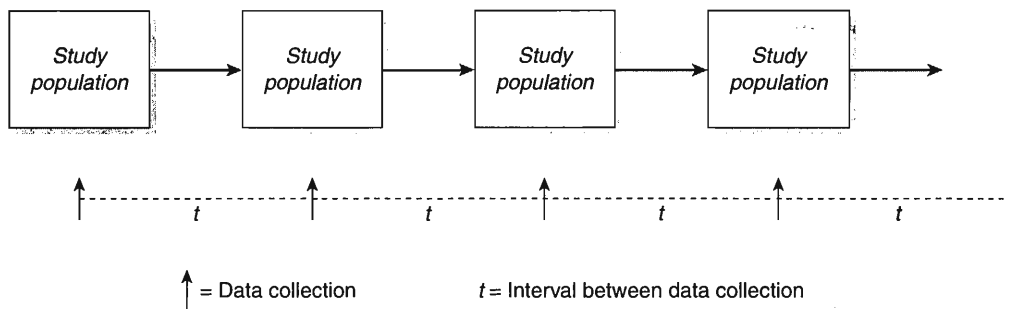 Study population
Study population
Study population
Study population
t
t
t
t
= Data collection
t = Interval between data collection